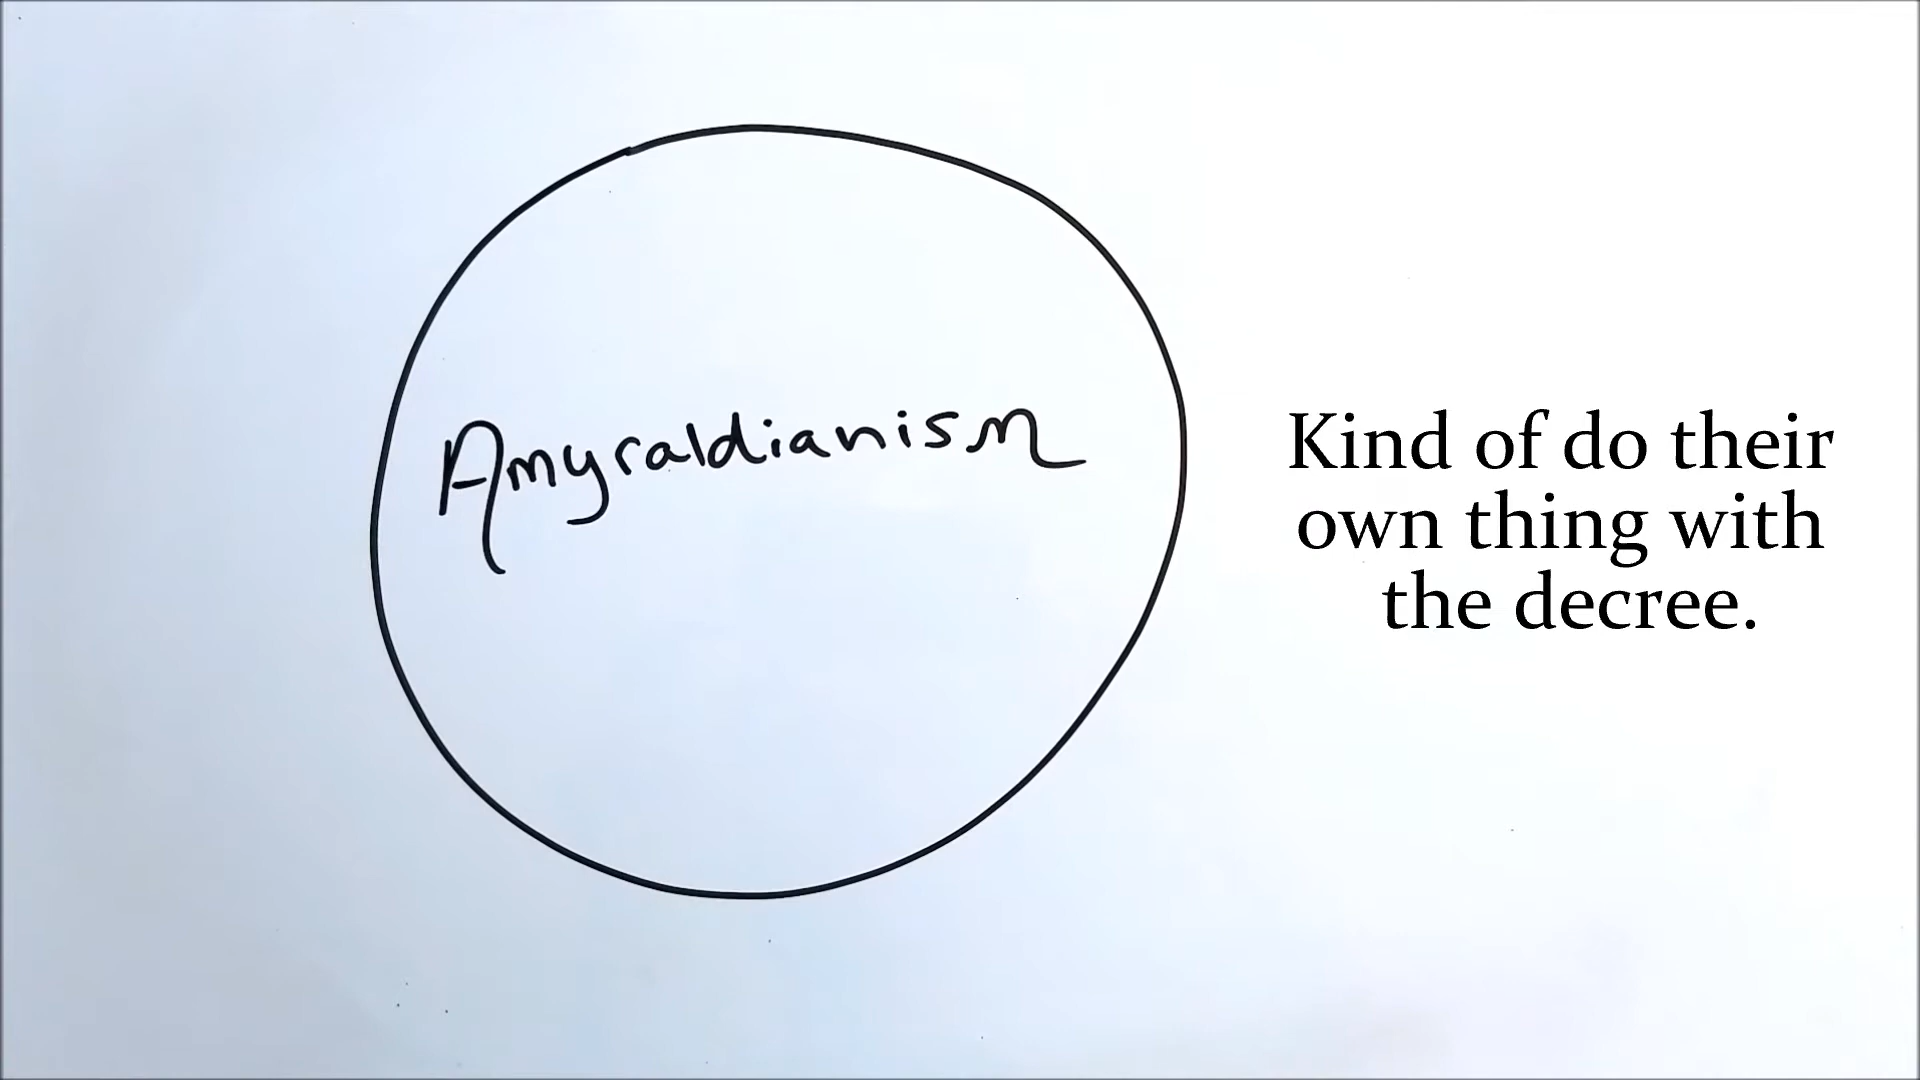 Amyraldianism
Kind of do their
own thing with
the decree.